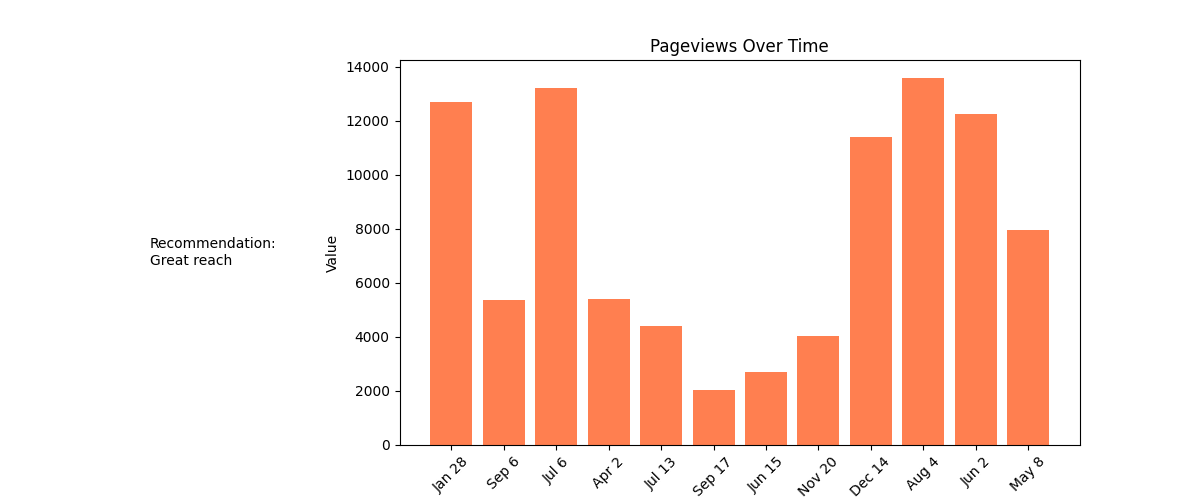 Pageviews Over Time
Recommendation:
Great reach
Value
14000
12000
10000
8000
6000
4000
2000
0
Jan 28
Sep 6
Jul 6
Apr 2
Jul 13
Sep 17
Jun 15
Nov 20
Dec 14
Aug 4
Jun 2
May 8